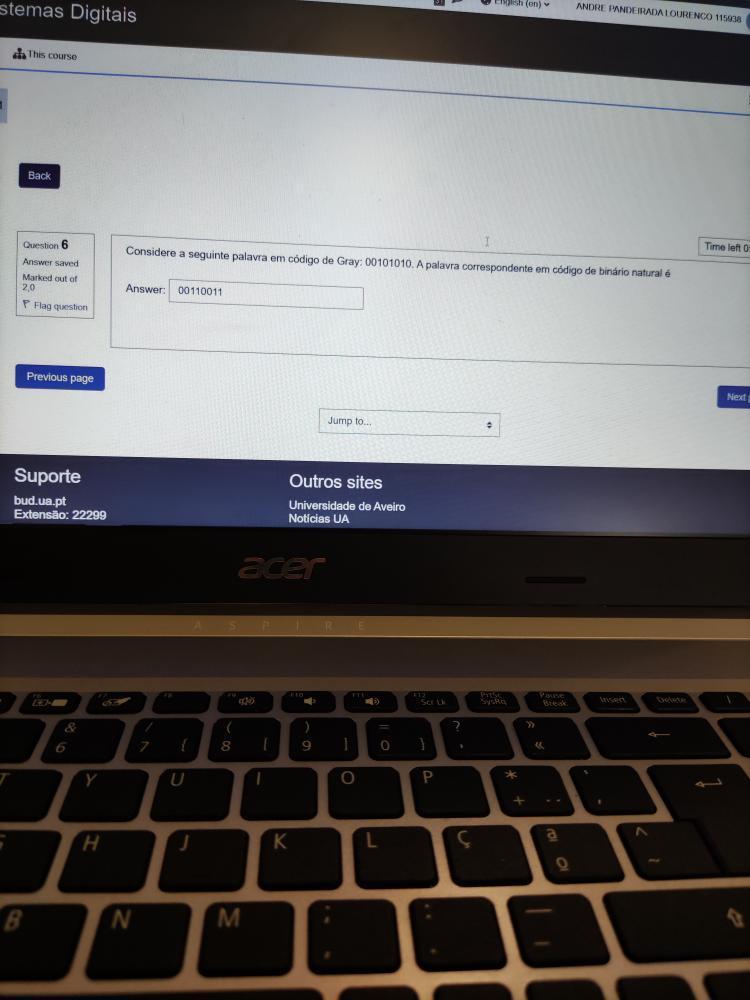 stemas Digitais
English (en)
ANDRE PANDEIRADA LOURENCO 115938
This course
Back
Time left 0:
Question 6
Answer saved
Marked out of
2,0
Flag question
Considere a seguinte palavra em código de Gray: 00101010. A palavra correspondente em código de binário natural é
Answer: 00110011
Previous page
Next
Jump to...
Suporte
bud.ua.pt
Extensão: 22299
Outros sites
Universidade de Aveiro
Notícias UA
acer
ASPIRE
F6 F7 F8 F9 F10 F11 F12 Scr Lk PrtSc SysRq Pause Break Insert Delete
& 6 / 7 { ( 8 [ ) 9 ] = 0 } ? ' » «
T Y U I O P * + ¨ ` ´
H J K L Ç ª º ^ ~
B N M ; , : . _ -